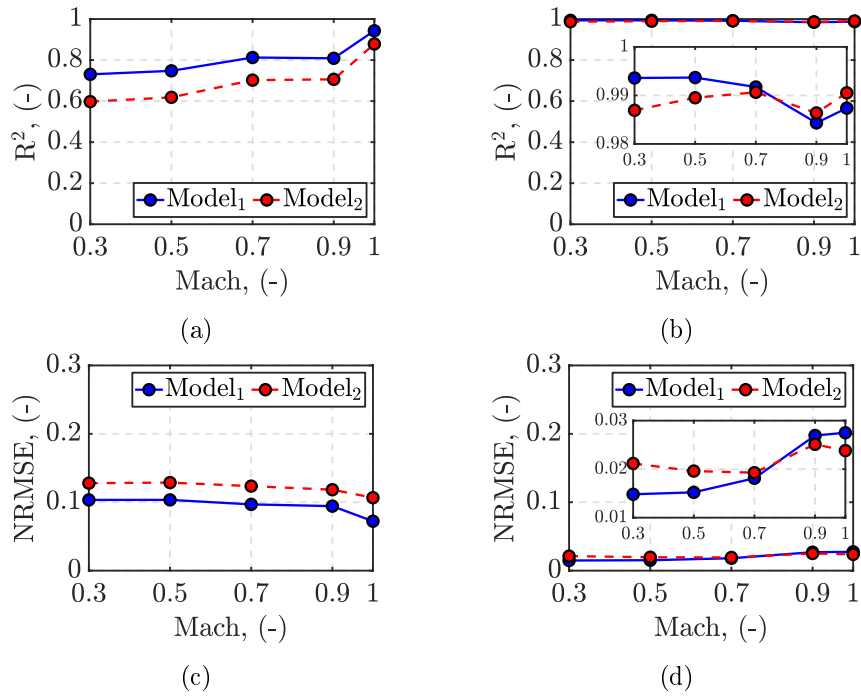 1
0.8
0.6
0.4
0.2
0
R², (-)
Model₁ Model₂
0.3 0.5 0.7 0.9 1
Mach, (-)
(a)
1
0.8
0.6
0.4
0.2
0
R², (-)
1
0.99
0.98
0.3 0.5 0.7 0.9 1
Model₁ Model₂
0.3 0.5 0.7 0.9 1
Mach, (-)
(b)
0.3
0.2
0.1
0
NRMSE, (-)
Model₁ Model₂
0.3 0.5 0.7 0.9 1
Mach, (-)
(c)
0.3
0.2
0.1
0
NRMSE, (-)
Model₁ Model₂
0.03
0.02
0.01
0.3 0.5 0.7 0.9 1
0.3 0.5 0.7 0.9 1
Mach, (-)
(d)